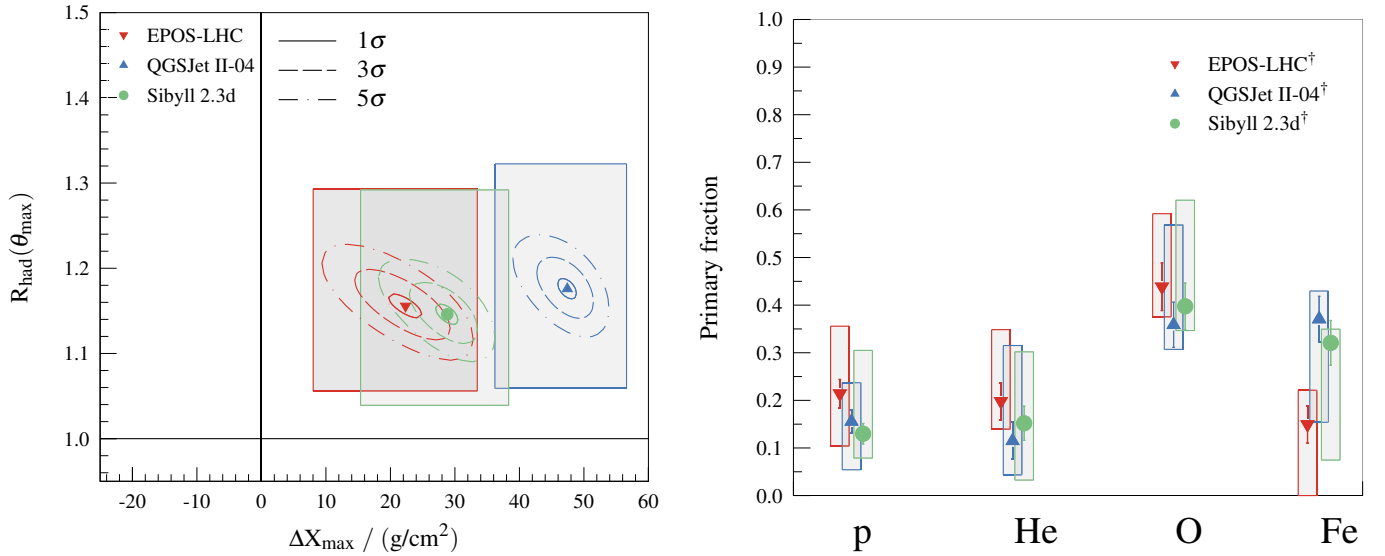 1.5
1.4
1.3
1.2
1.1
1.0
R_had(θ_max)
EPOS-LHC
QGSJet II-04
Sibyll 2.3d
1σ
3σ
5σ
-20 -10 0 10 20 30 40 50 60
ΔX_max / (g/cm²)
1.0
0.9
0.8
0.7
0.6
0.5
0.4
0.3
0.2
0.1
0.0
Primary fraction
EPOS-LHC†
QGSJet II-04†
Sibyll 2.3d†
p He O Fe